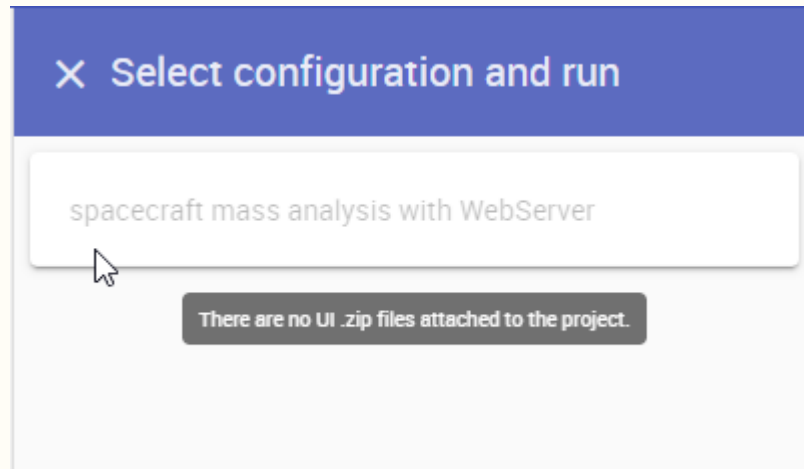 Select configuration and run
spacecraft mass analysis with WebServer
There are no UI .zip files attached to the project.